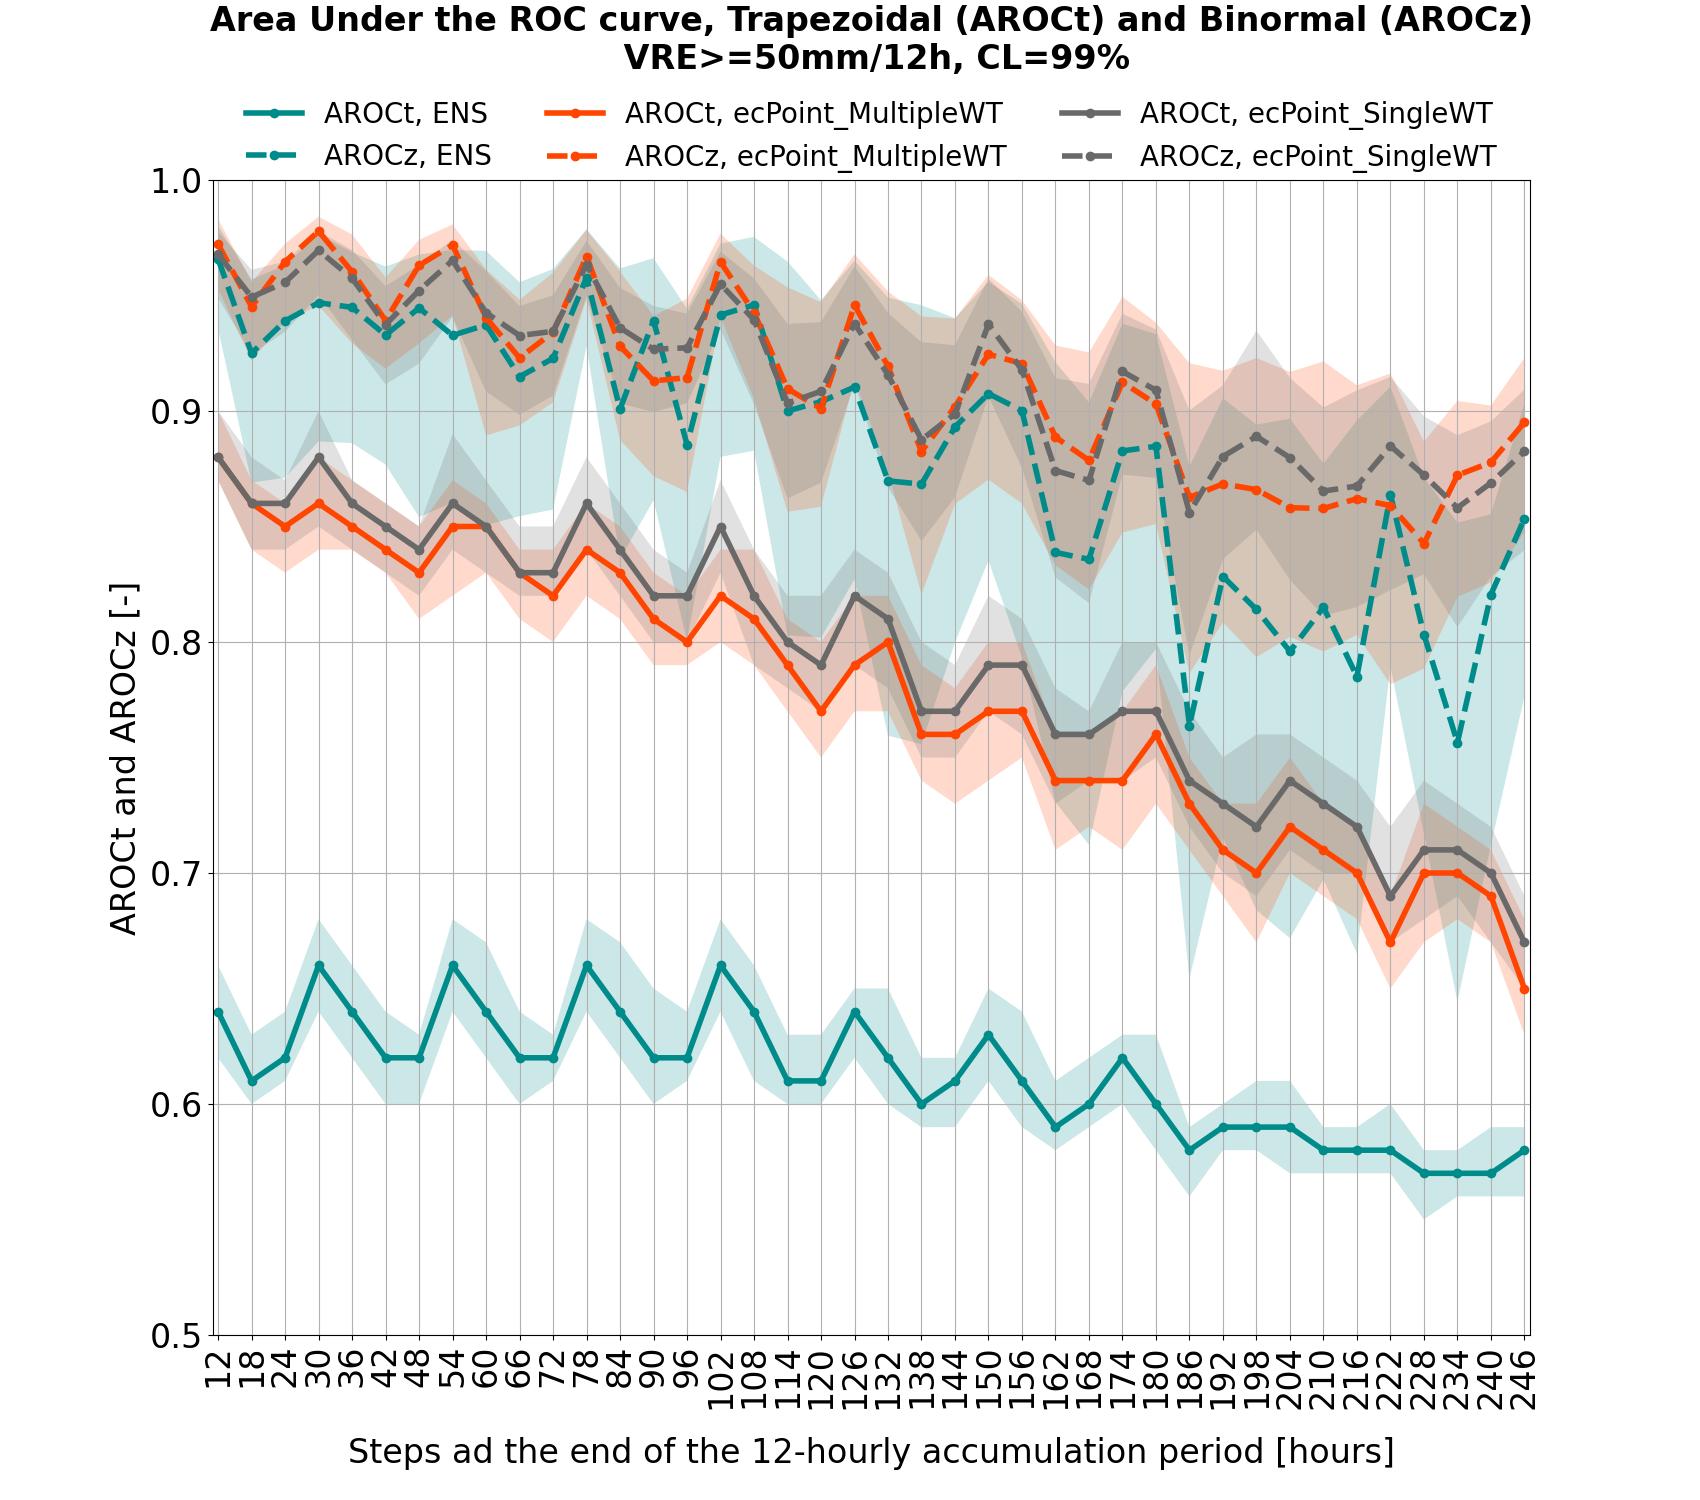 Area Under the ROC curve, Trapezoidal (AROCt) and Binormal (AROCz)
VRE>=50mm/12h, CL=99%
AROCt, ENS
AROCt, ecPoint_MultipleWT
AROCt, ecPoint_SingleWT
AROCz, ENS
AROCz, ecPoint_MultipleWT
AROCz, ecPoint_SingleWT
1.0
0.9
0.8
0.7
0.6
0.5
AROCt and AROCz [-]
12 18 24 30 36 42 48 54 60 66 72 78 84 90 96 102 108 114 120 126 132 138 144 150 156 162 168 174 180 186 192 198 204 210 216 222 228 234 240 246
Steps ad the end of the 12-hourly accumulation period [hours]